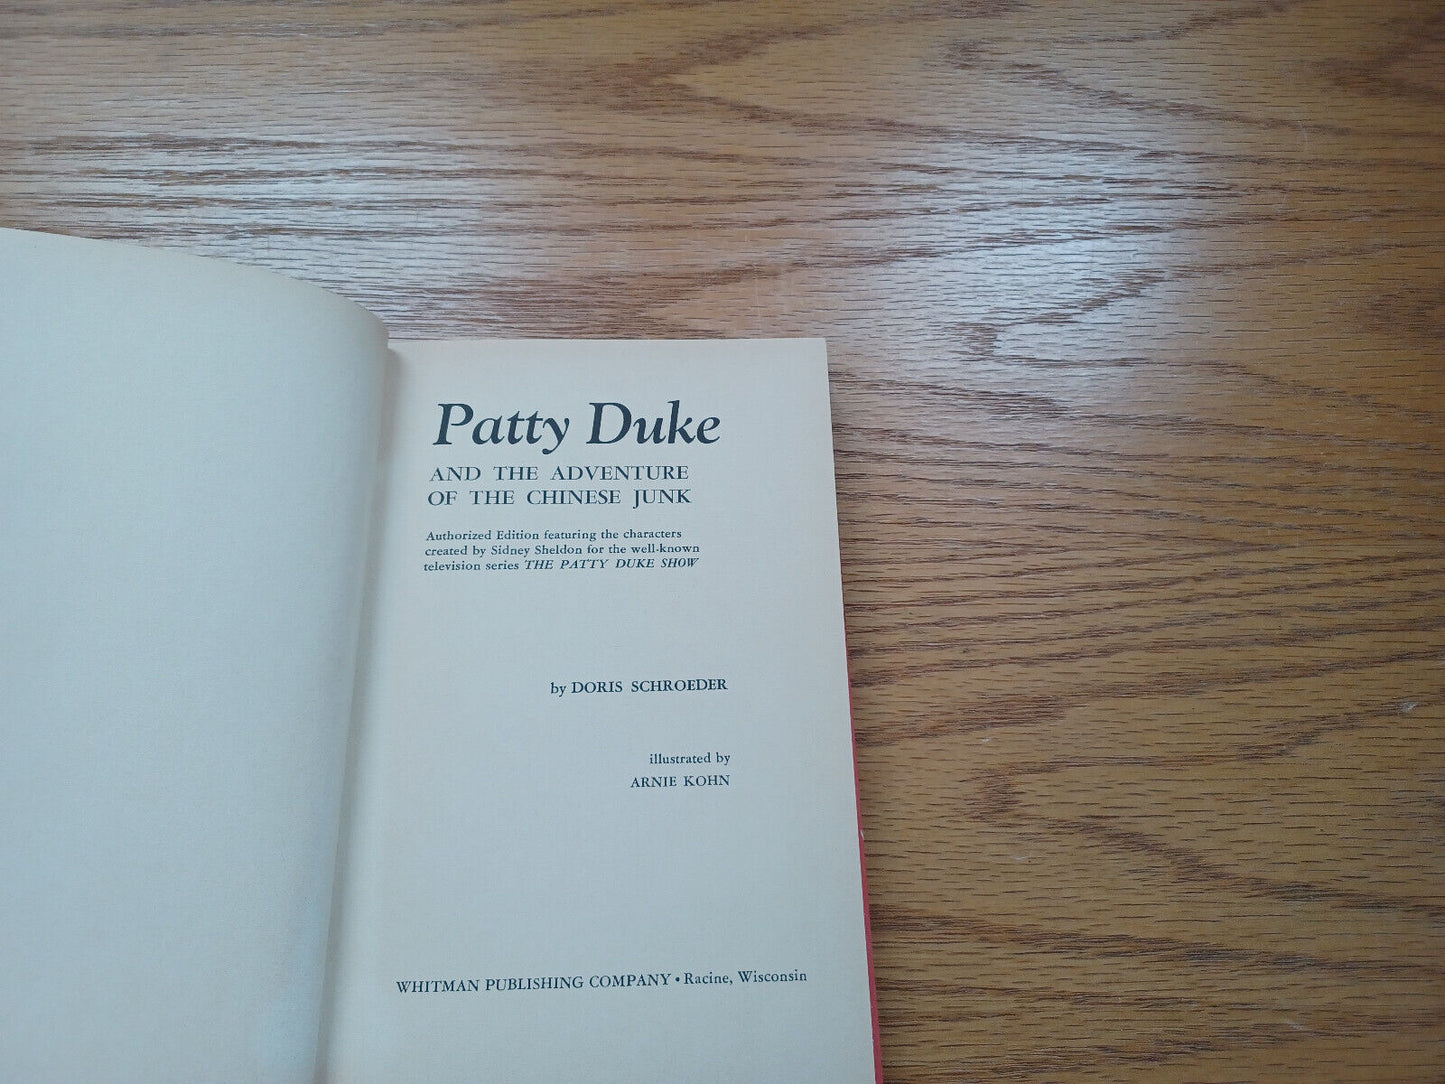 Patty Duke
AND THE ADVENTURE
OF THE CHINESE JUNK
Authorized Edition featuring the characters
created by Sidney Sheldon for the well-known
television series THE PATTY DUKE SHOW
by DORIS SCHROEDER
illustrated by
ARNIE KOHN
WHITMAN PUBLISHING COMPANY • Racine, Wisconsin